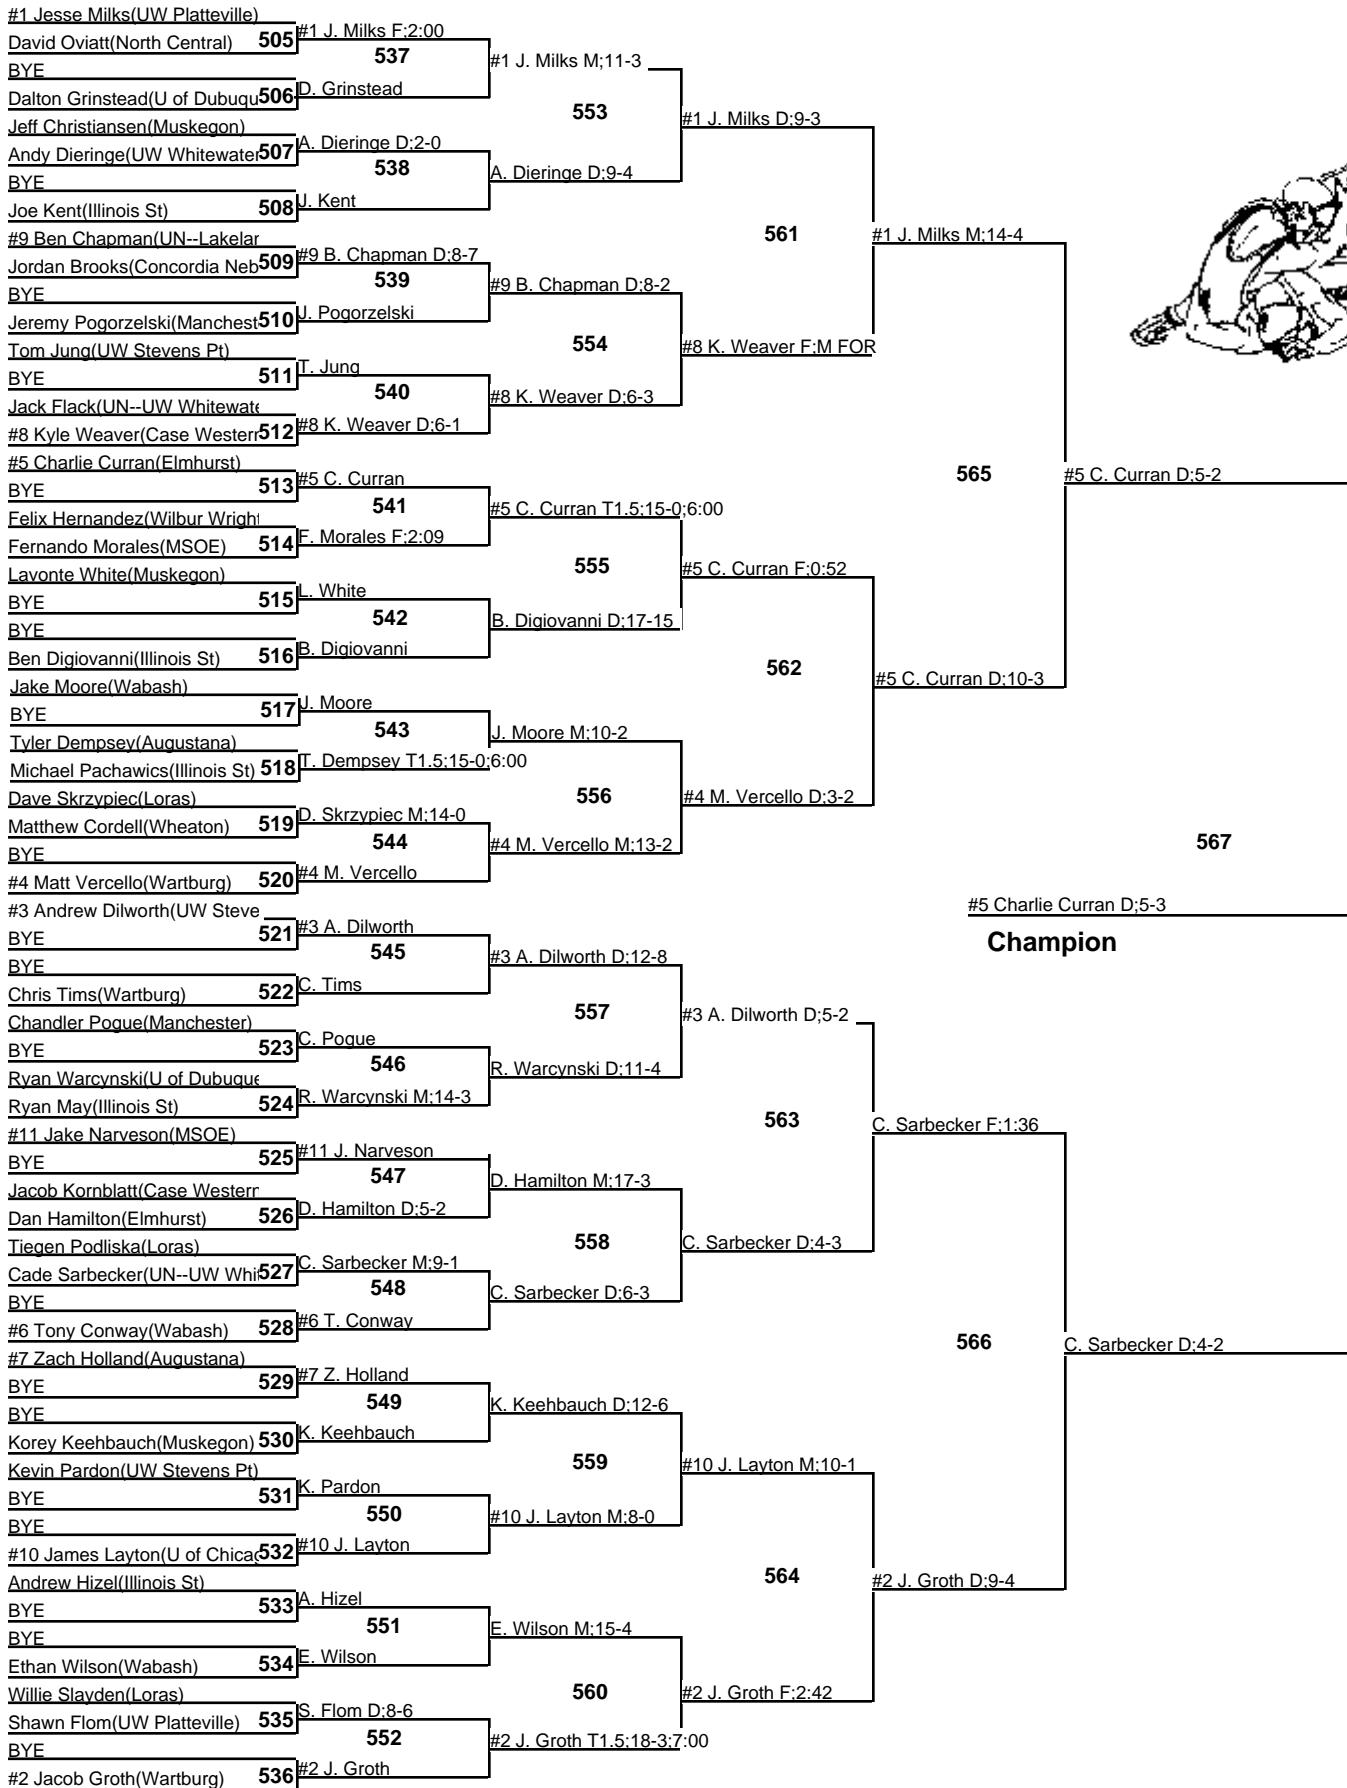 #1 Jesse Milks(UW Platteville)
David Oviatt(North Central)
505
BYE
Dalton Grinstead(U of Dubuqu
506
Jeff Christiansen(Muskegon)
Andy Dieringe(UW Whitewater
507
BYE
Joe Kent(Illinois St)
508
#9 Ben Chapman(UN--Lakelar
Jordan Brooks(Concordia Neb
509
BYE
Jeremy Pogorzelski(Manchest
510
Tom Jung(UW Stevens Pt)
BYE
511
Jack Flack(UN--UW Whitewate
#8 Kyle Weaver(Case Western
512
#5 Charlie Curran(Elmhurst)
BYE
513
Felix Hernandez(Wilbur Wright
Fernando Morales(MSOE)
514
Lavonte White(Muskegon)
BYE
515
BYE
Ben Digiovanni(Illinois St)
516
Jake Moore(Wabash)
BYE
517
Tyler Dempsey(Augustana)
Michael Pachawics(Illinois St)
518
Dave Skrzypiec(Loras)
Matthew Cordell(Wheaton)
519
BYE
#4 Matt Vercello(Wartburg)
520
#3 Andrew Dilworth(UW Steve
BYE
521
BYE
Chris Tims(Wartburg)
522
Chandler Pogue(Manchester)
BYE
523
Ryan Warcynski(U of Dubuque
Ryan May(Illinois St)
524
#11 Jake Narveson(MSOE)
BYE
525
Jacob Kornblatt(Case Western
Dan Hamilton(Elmhurst)
526
Tiegen Podliska(Loras)
Cade Sarbecker(UN--UW Whi
527
BYE
#6 Tony Conway(Wabash)
528
#7 Zach Holland(Augustana)
BYE
529
BYE
Korey Keehbauch(Muskegon)
530
Kevin Pardon(UW Stevens Pt)
BYE
531
BYE
#10 James Layton(U of Chicag
532
Andrew Hizel(Illinois St)
BYE
533
BYE
Ethan Wilson(Wabash)
534
Willie Slayden(Loras)
Shawn Flom(UW Platteville)
535
BYE
#2 Jacob Groth(Wartburg)
536
#1 J. Milks F;2:00
537
D. Grinstead
A. Dieringe D;2-0
538
J. Kent
#9 B. Chapman D;8-7
539
J. Pogorzelski
T. Jung
540
#8 K. Weaver D;6-1
#5 C. Curran
541
F. Morales F;2:09
L. White
542
B. Digiovanni
J. Moore
543
T. Dempsey T1.5;15-0;6:00
D. Skrzypiec M;14-0
544
#4 M. Vercello
#3 A. Dilworth
545
C. Tims
C. Pogue
546
R. Warcynski M;14-3
#11 J. Narveson
547
D. Hamilton D;5-2
C. Sarbecker M;9-1
548
#6 T. Conway
#7 Z. Holland
549
K. Keehbauch
K. Pardon
550
#10 J. Layton
A. Hizel
551
E. Wilson
S. Flom D;8-6
552
#2 J. Groth
#1 J. Milks M;11-3
553
A. Dieringe D;9-4
#9 B. Chapman D;8-2
554
#8 K. Weaver D;6-3
#5 C. Curran T1.5;15-0;6:00
555
B. Digiovanni D;17-15
J. Moore M;10-2
556
#4 M. Vercello M;13-2
#3 A. Dilworth D;12-8
557
R. Warcynski D;11-4
D. Hamilton M;17-3
558
C. Sarbecker D;6-3
K. Keehbauch D;12-6
559
#10 J. Layton M;8-0
E. Wilson M;15-4
560
#2 J. Groth T1.5;18-3;7:00
#1 J. Milks D;9-3
561
#8 K. Weaver F;M FOR
#5 C. Curran F;0:52
562
#4 M. Vercello D;3-2
#3 A. Dilworth D;5-2
563
C. Sarbecker D;4-3
#10 J. Layton M;10-1
564
#2 J. Groth F;2:42
#1 J. Milks M;14-4
565
#5 C. Curran D;10-3
C. Sarbecker F;1:36
566
#2 J. Groth D;9-4
#5 C. Curran D;5-2
567
C. Sarbecker D;4-2
#5 Charlie Curran D;5-3
Champion